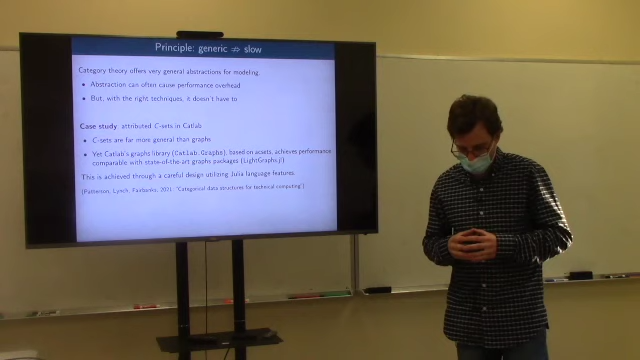 Principle: generic ⇏ slow
Category theory offers very general abstractions for modeling.
• Abstraction can often cause performance overhead
• But, with the right techniques, it doesn't have to
Case study: attributed C-sets in Catlab
• C-sets are far more general than graphs
• Yet Catlab's graphs library (Catlab.Graphs), based on acsets, achieves performance
comparable with state-of-the-art graphs packages (LightGraphs.jl)
This is achieved through a careful design utilizing Julia language features.
(Patterson, Lynch, Fairbanks, 2021: "Categorical data structures for technical computing")